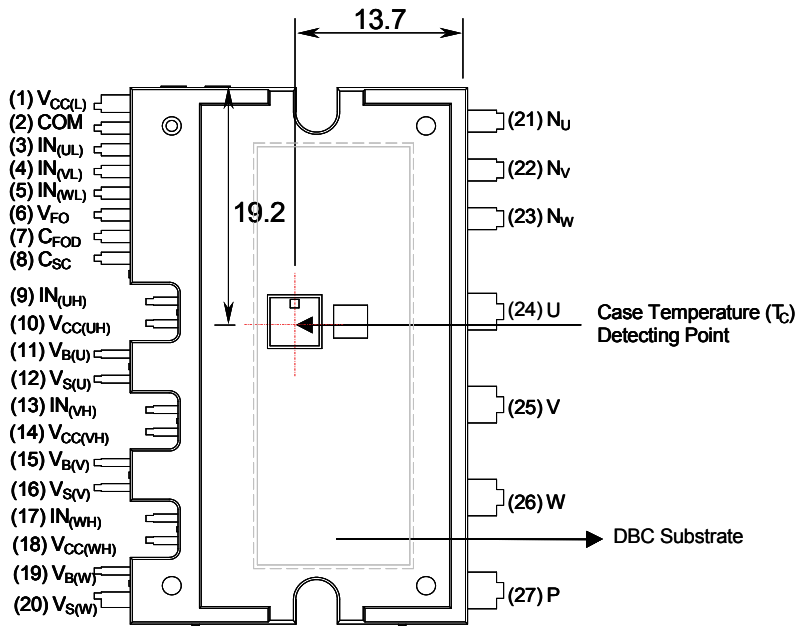 13.7
(1) VCC(L)
(2) COM
(3) IN(UL)
(4) IN(VL)
(5) IN(WL)
(6) VFO
(7) CFOD
(8) CSC
(9) IN(UH)
(10) VCC(UH)
(11) VB(U)
(12) VS(U)
(13) IN(VH)
(14) VCC(VH)
(15) VB(V)
(16) VS(V)
(17) IN(WH)
(18) VCC(WH)
(19) VB(W)
(20) VS(W)
19.2
(21) NU
(22) NV
(23) NW
(24) U
(25) V
(26) W
(27) P
Case Temperature (TC)
Detecting Point
DBC Substrate